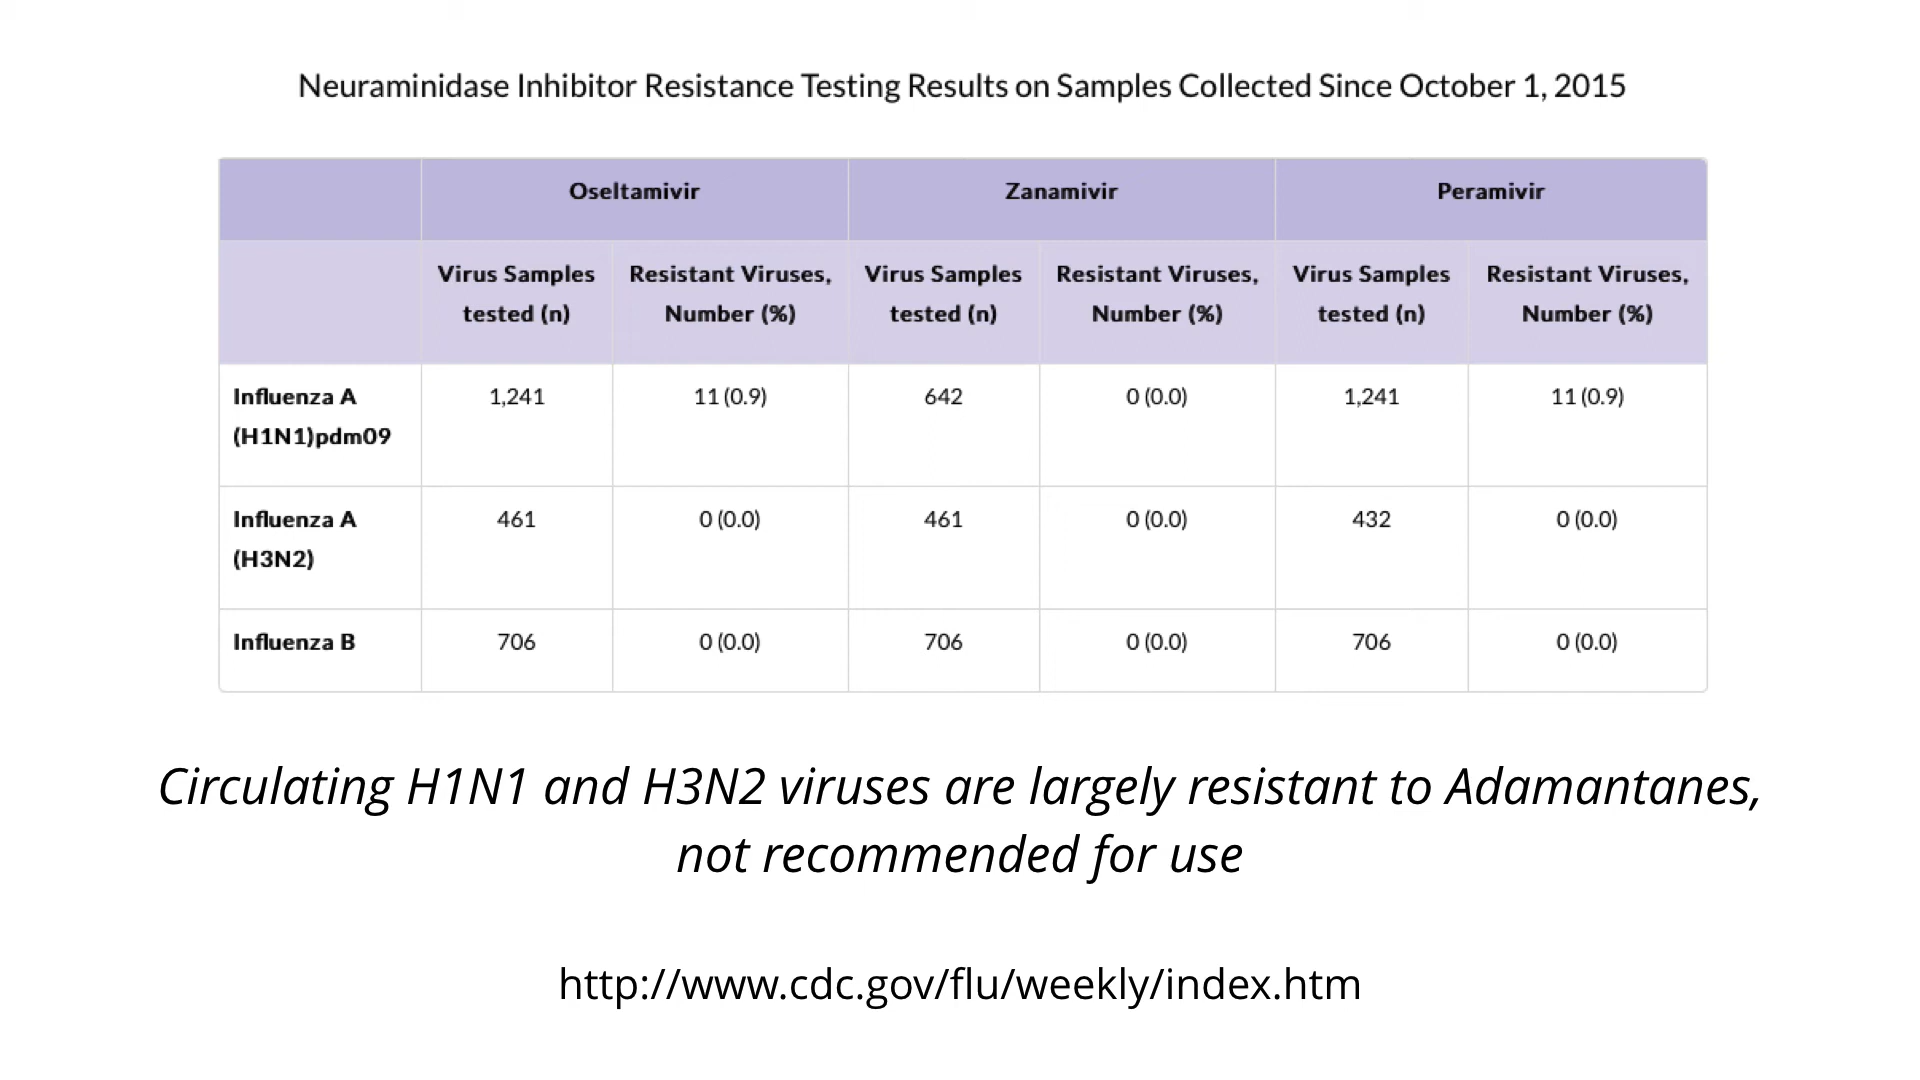 Neuraminidase Inhibitor Resistance Testing Results on Samples Collected Since October 1, 2015
Oseltamivir Zanamivir Peramivir
Virus Samples tested (n) Resistant Viruses, Number (%) Virus Samples tested (n) Resistant Viruses, Number (%) Virus Samples tested (n) Resistant Viruses, Number (%)
Influenza A (H1N1)pdm09 1,241 11 (0.9) 642 0 (0.0) 1,241 11 (0.9)
Influenza A (H3N2) 461 0 (0.0) 461 0 (0.0) 432 0 (0.0)
Influenza B 706 0 (0.0) 706 0 (0.0) 706 0 (0.0)
Circulating H1N1 and H3N2 viruses are largely resistant to Adamantanes,
not recommended for use
http://www.cdc.gov/flu/weekly/index.htm